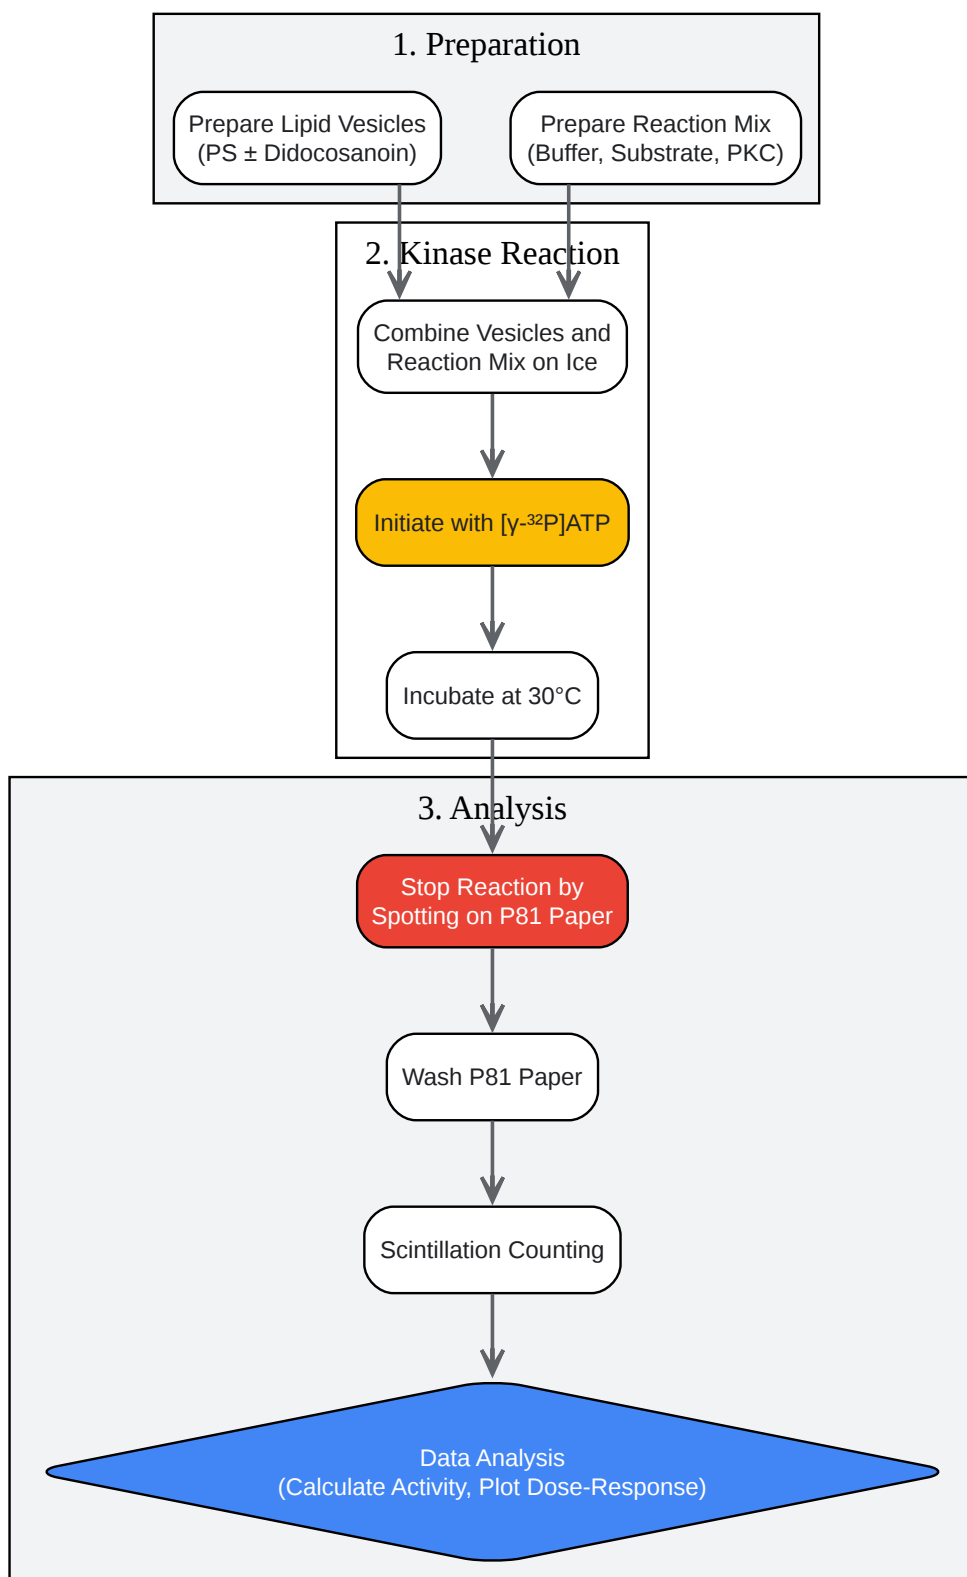 1. Preparation
Prepare Lipid Vesicles
(PS ± Didocosanoin)
Prepare Reaction Mix
(Buffer, Substrate, PKC)
2. Kinase Reaction
Combine Vesicles and
Reaction Mix on Ice
Initiate with [γ-³²P]ATP
Incubate at 30°C
3. Analysis
Stop Reaction by
Spotting on P81 Paper
Wash P81 Paper
Scintillation Counting
Data Analysis
(Calculate Activity, Plot Dose-Response)